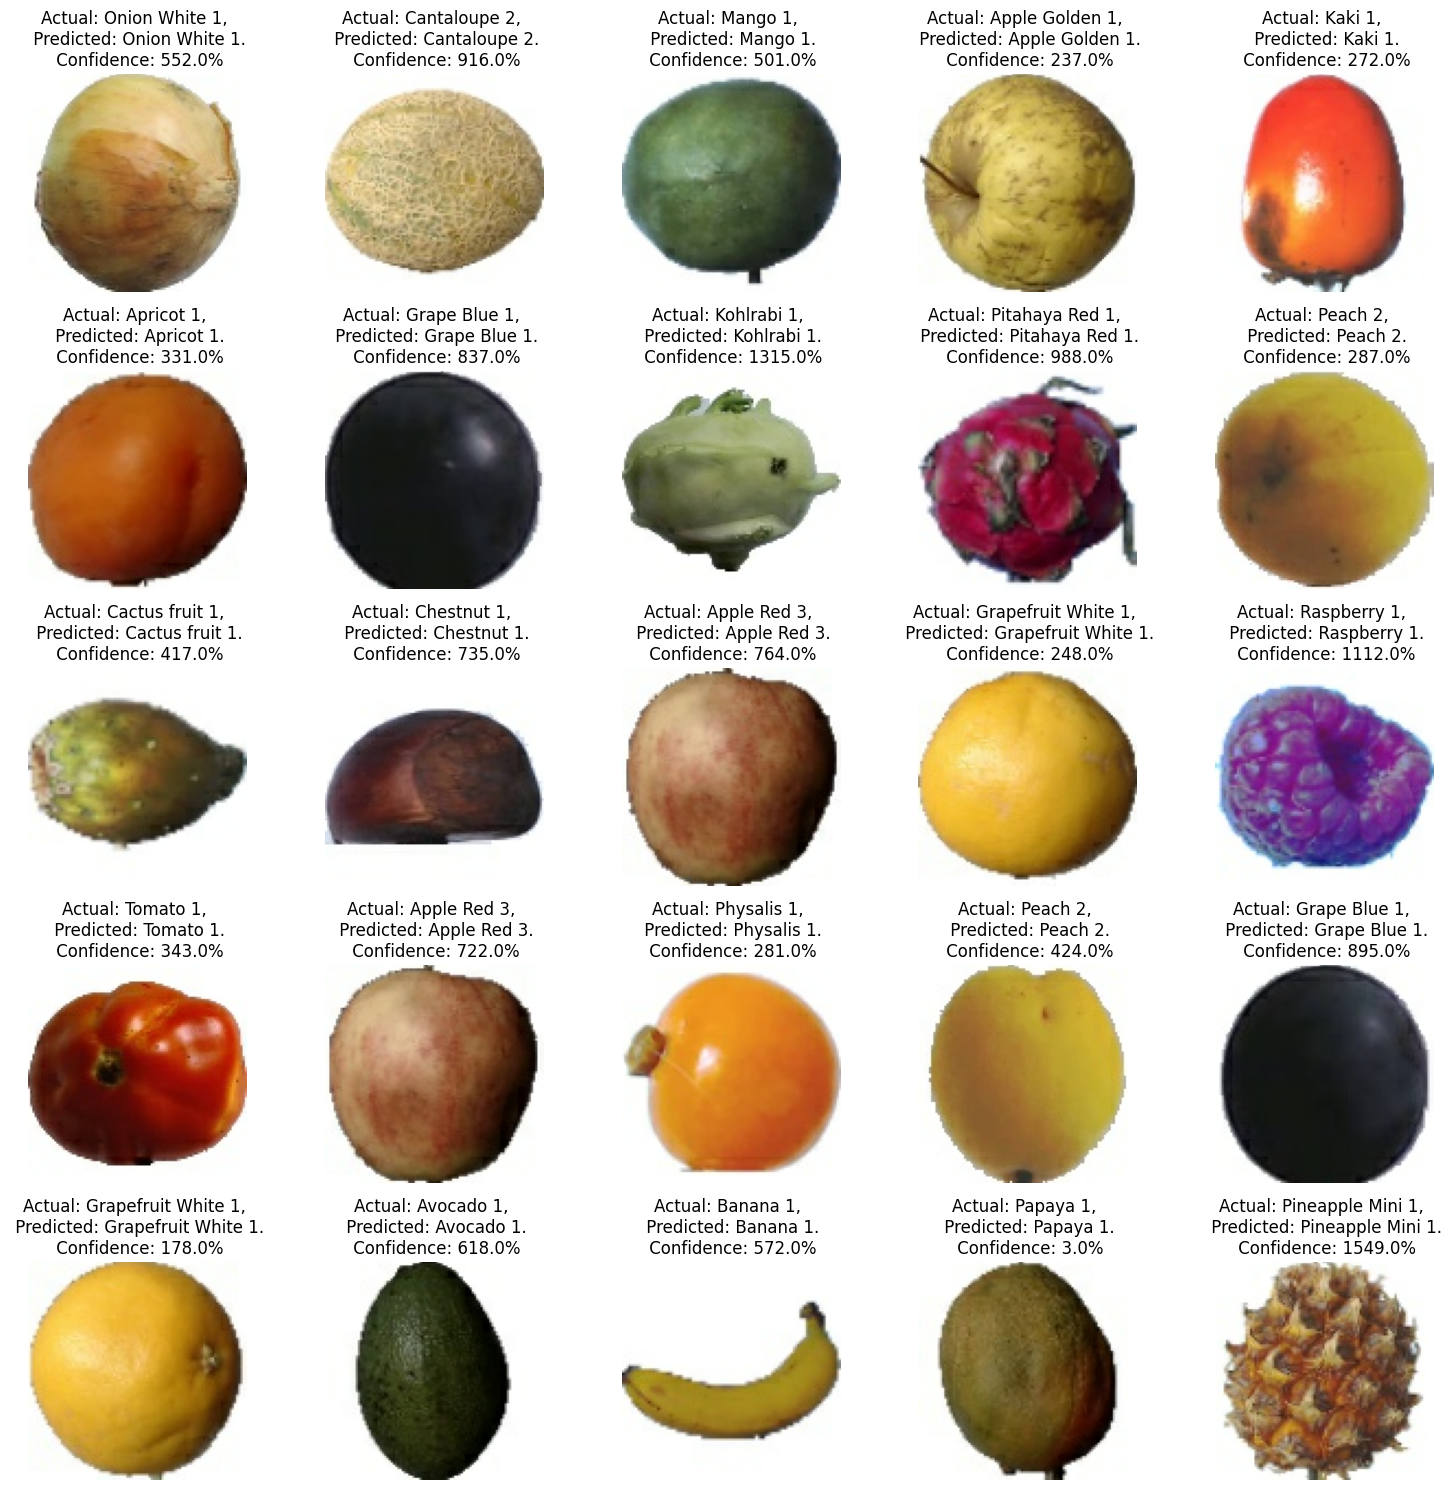 Actual: Onion White 1,
Predicted: Onion White 1.
Confidence: 552.0%
Actual: Cantaloupe 2,
Predicted: Cantaloupe 2.
Confidence: 916.0%
Actual: Mango 1,
Predicted: Mango 1.
Confidence: 501.0%
Actual: Apple Golden 1,
Predicted: Apple Golden 1.
Confidence: 237.0%
Actual: Kaki 1,
Predicted: Kaki 1.
Confidence: 272.0%
Actual: Apricot 1,
Predicted: Apricot 1.
Confidence: 331.0%
Actual: Grape Blue 1,
Predicted: Grape Blue 1.
Confidence: 837.0%
Actual: Kohlrabi 1,
Predicted: Kohlrabi 1.
Confidence: 1315.0%
Actual: Pitahaya Red 1,
Predicted: Pitahaya Red 1.
Confidence: 988.0%
Actual: Peach 2,
Predicted: Peach 2.
Confidence: 287.0%
Actual: Cactus fruit 1,
Predicted: Cactus fruit 1.
Confidence: 417.0%
Actual: Chestnut 1,
Predicted: Chestnut 1.
Confidence: 735.0%
Actual: Apple Red 3,
Predicted: Apple Red 3.
Confidence: 764.0%
Actual: Grapefruit White 1,
Predicted: Grapefruit White 1.
Confidence: 248.0%
Actual: Raspberry 1,
Predicted: Raspberry 1.
Confidence: 1112.0%
Actual: Tomato 1,
Predicted: Tomato 1.
Confidence: 343.0%
Actual: Apple Red 3,
Predicted: Apple Red 3.
Confidence: 722.0%
Actual: Physalis 1,
Predicted: Physalis 1.
Confidence: 281.0%
Actual: Peach 2,
Predicted: Peach 2.
Confidence: 424.0%
Actual: Grape Blue 1,
Predicted: Grape Blue 1.
Confidence: 895.0%
Actual: Grapefruit White 1,
Predicted: Grapefruit White 1.
Confidence: 178.0%
Actual: Avocado 1,
Predicted: Avocado 1.
Confidence: 618.0%
Actual: Banana 1,
Predicted: Banana 1.
Confidence: 572.0%
Actual: Papaya 1,
Predicted: Papaya 1.
Confidence: 3.0%
Actual: Pineapple Mini 1,
Predicted: Pineapple Mini 1.
Confidence: 1549.0%